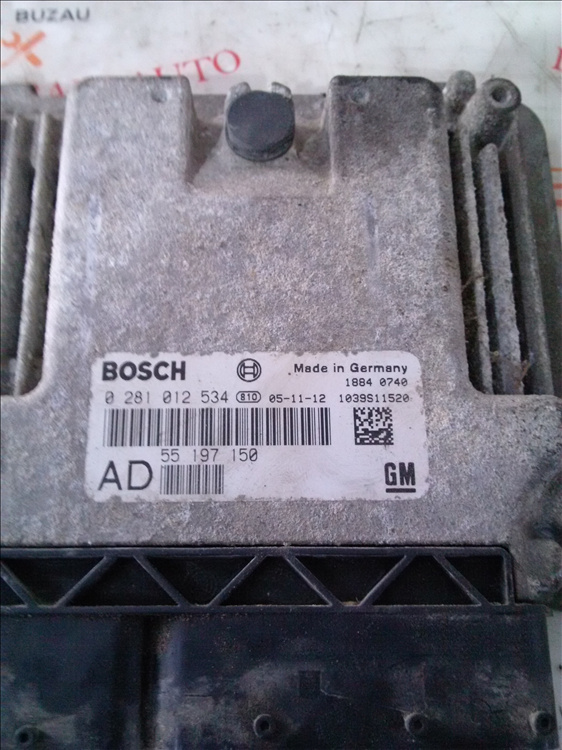 BUZAU
AUTO
BOSCH
Made in Germany
1884 0740
0 281 012 534 810 05-11-12 1039S11520
55 197 150
AD
GM